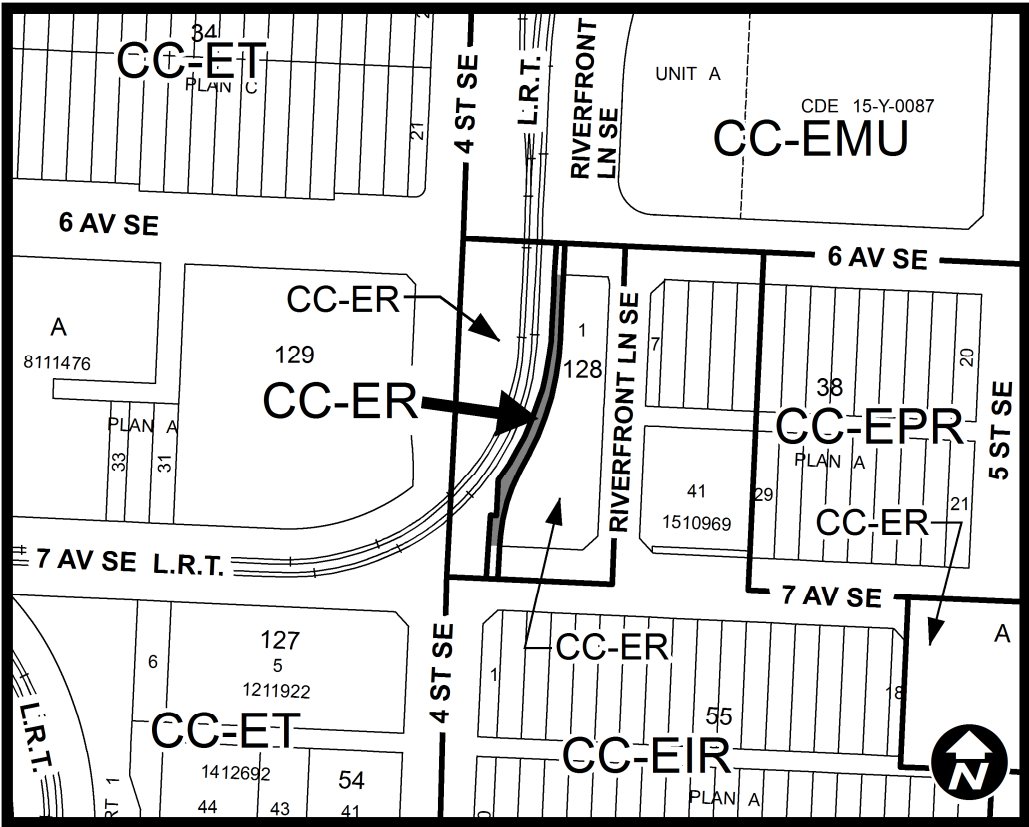 34
CC-ET
PLAN C
21
4 ST SE
L.R.T.
RIVERFRONT
LN SE
UNIT A
CDE 15-Y-0087
CC-EMU
6 AV SE
6 AV SE
A
8111476
129
CC-ER
CC-ER
1
128
RIVERFRONT LN SE
7
38
CC-EPR
PLAN A
20
5 ST SE
PLAN A
33
31
41
1510969
29
21
CC-ER
7 AV SE L.R.T.
7 AV SE
127
5
1211922
6
CC-ET
1412692
54
44
43
41
4 ST SE
1
CC-ER
55
18
A
CC-EIR
PLAN A
L.R.T.
N